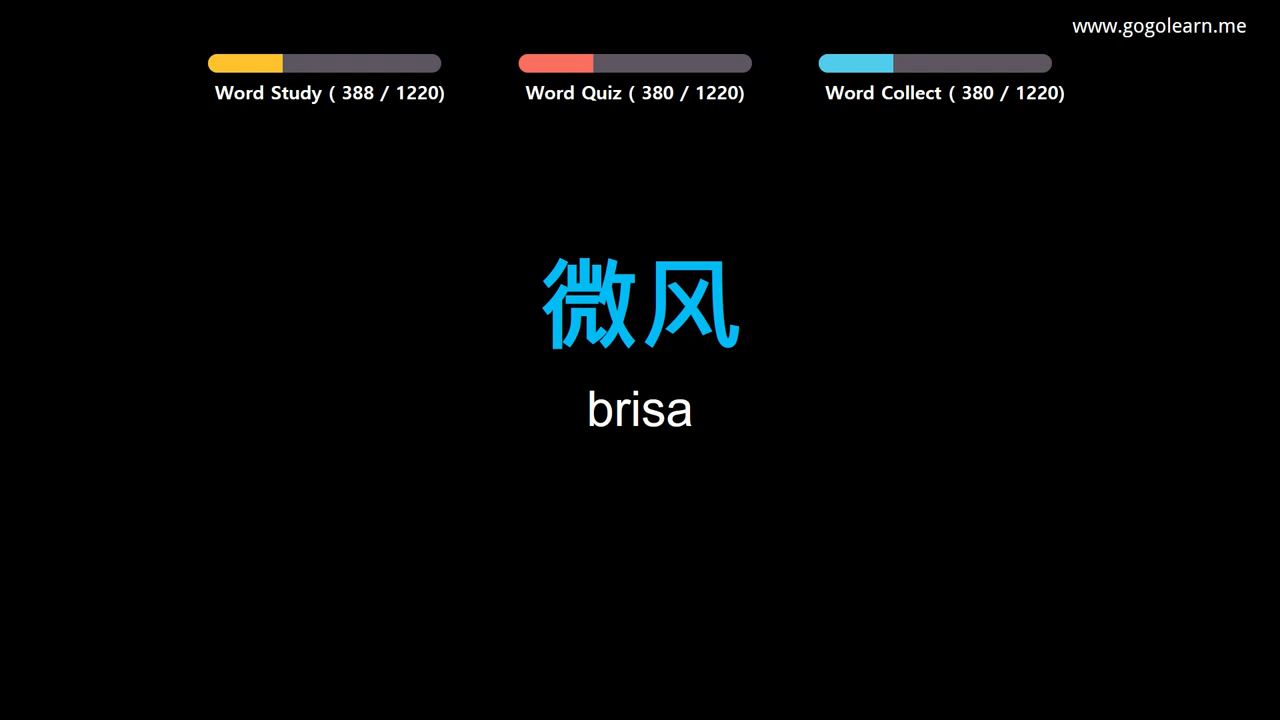 www.gogolearn.me
Word Study ( 388 / 1220)
Word Quiz ( 380 / 1220)
Word Collect ( 380 / 1220)
微风
brisa